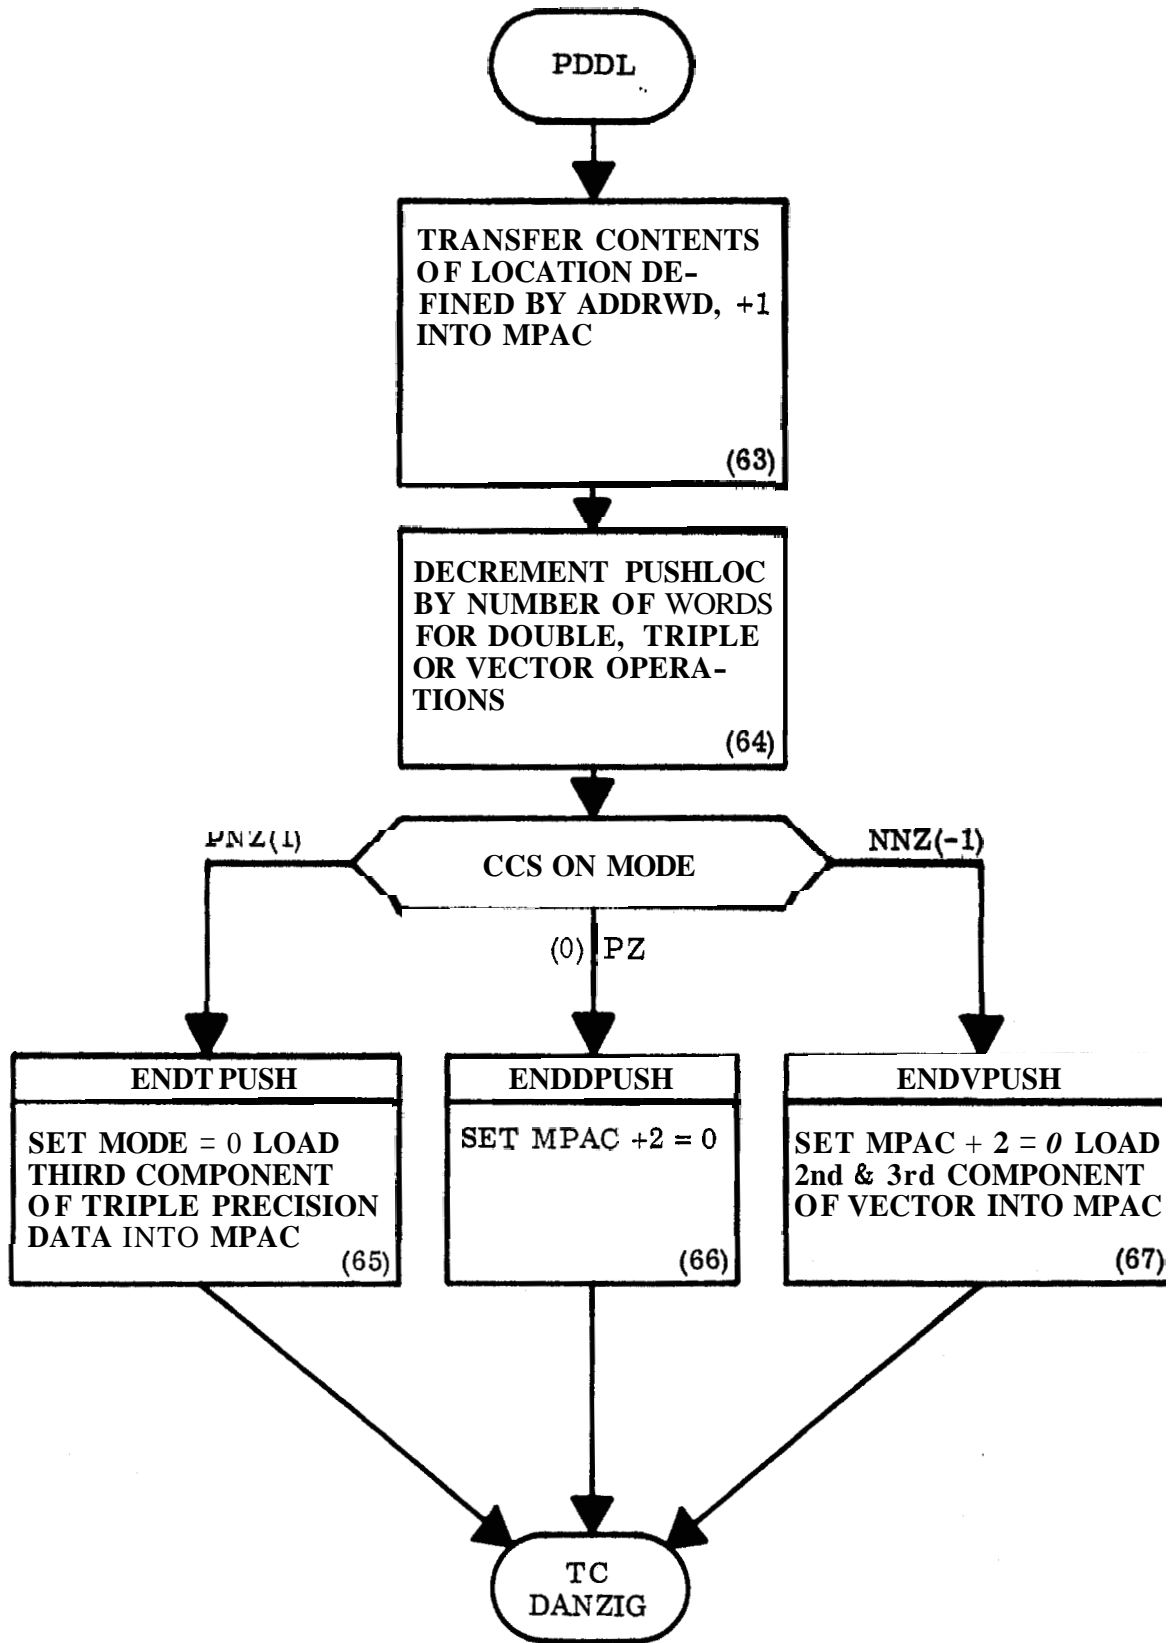 PDDL
TRANSFER CONTENTS
OF LOCATION DE-
FINED BY ADDRWD, +1
INTO MPAC
(63)
DECREMENT PUSHLOC
BY NUMBER OF WORDS
FOR DOUBLE, TRIPLE
OR VECTOR OPERA-
TIONS
(64)
PNZ(1)
NNZ(-1)
CCS ON MODE
(0) PZ
ENDTPUSH
SET MODE = 0 LOAD
THIRD COMPONENT
OF TRIPLE PRECISION
DATA INTO MPAC
(65)
ENDDPUSH
SET MPAC +2 = 0
(66)
ENDVPUSH
SET MPAC + 2 = 0 LOAD
2nd & 3rd COMPONENT
OF VECTOR INTO MPAC
(67)
TC
DANZIG